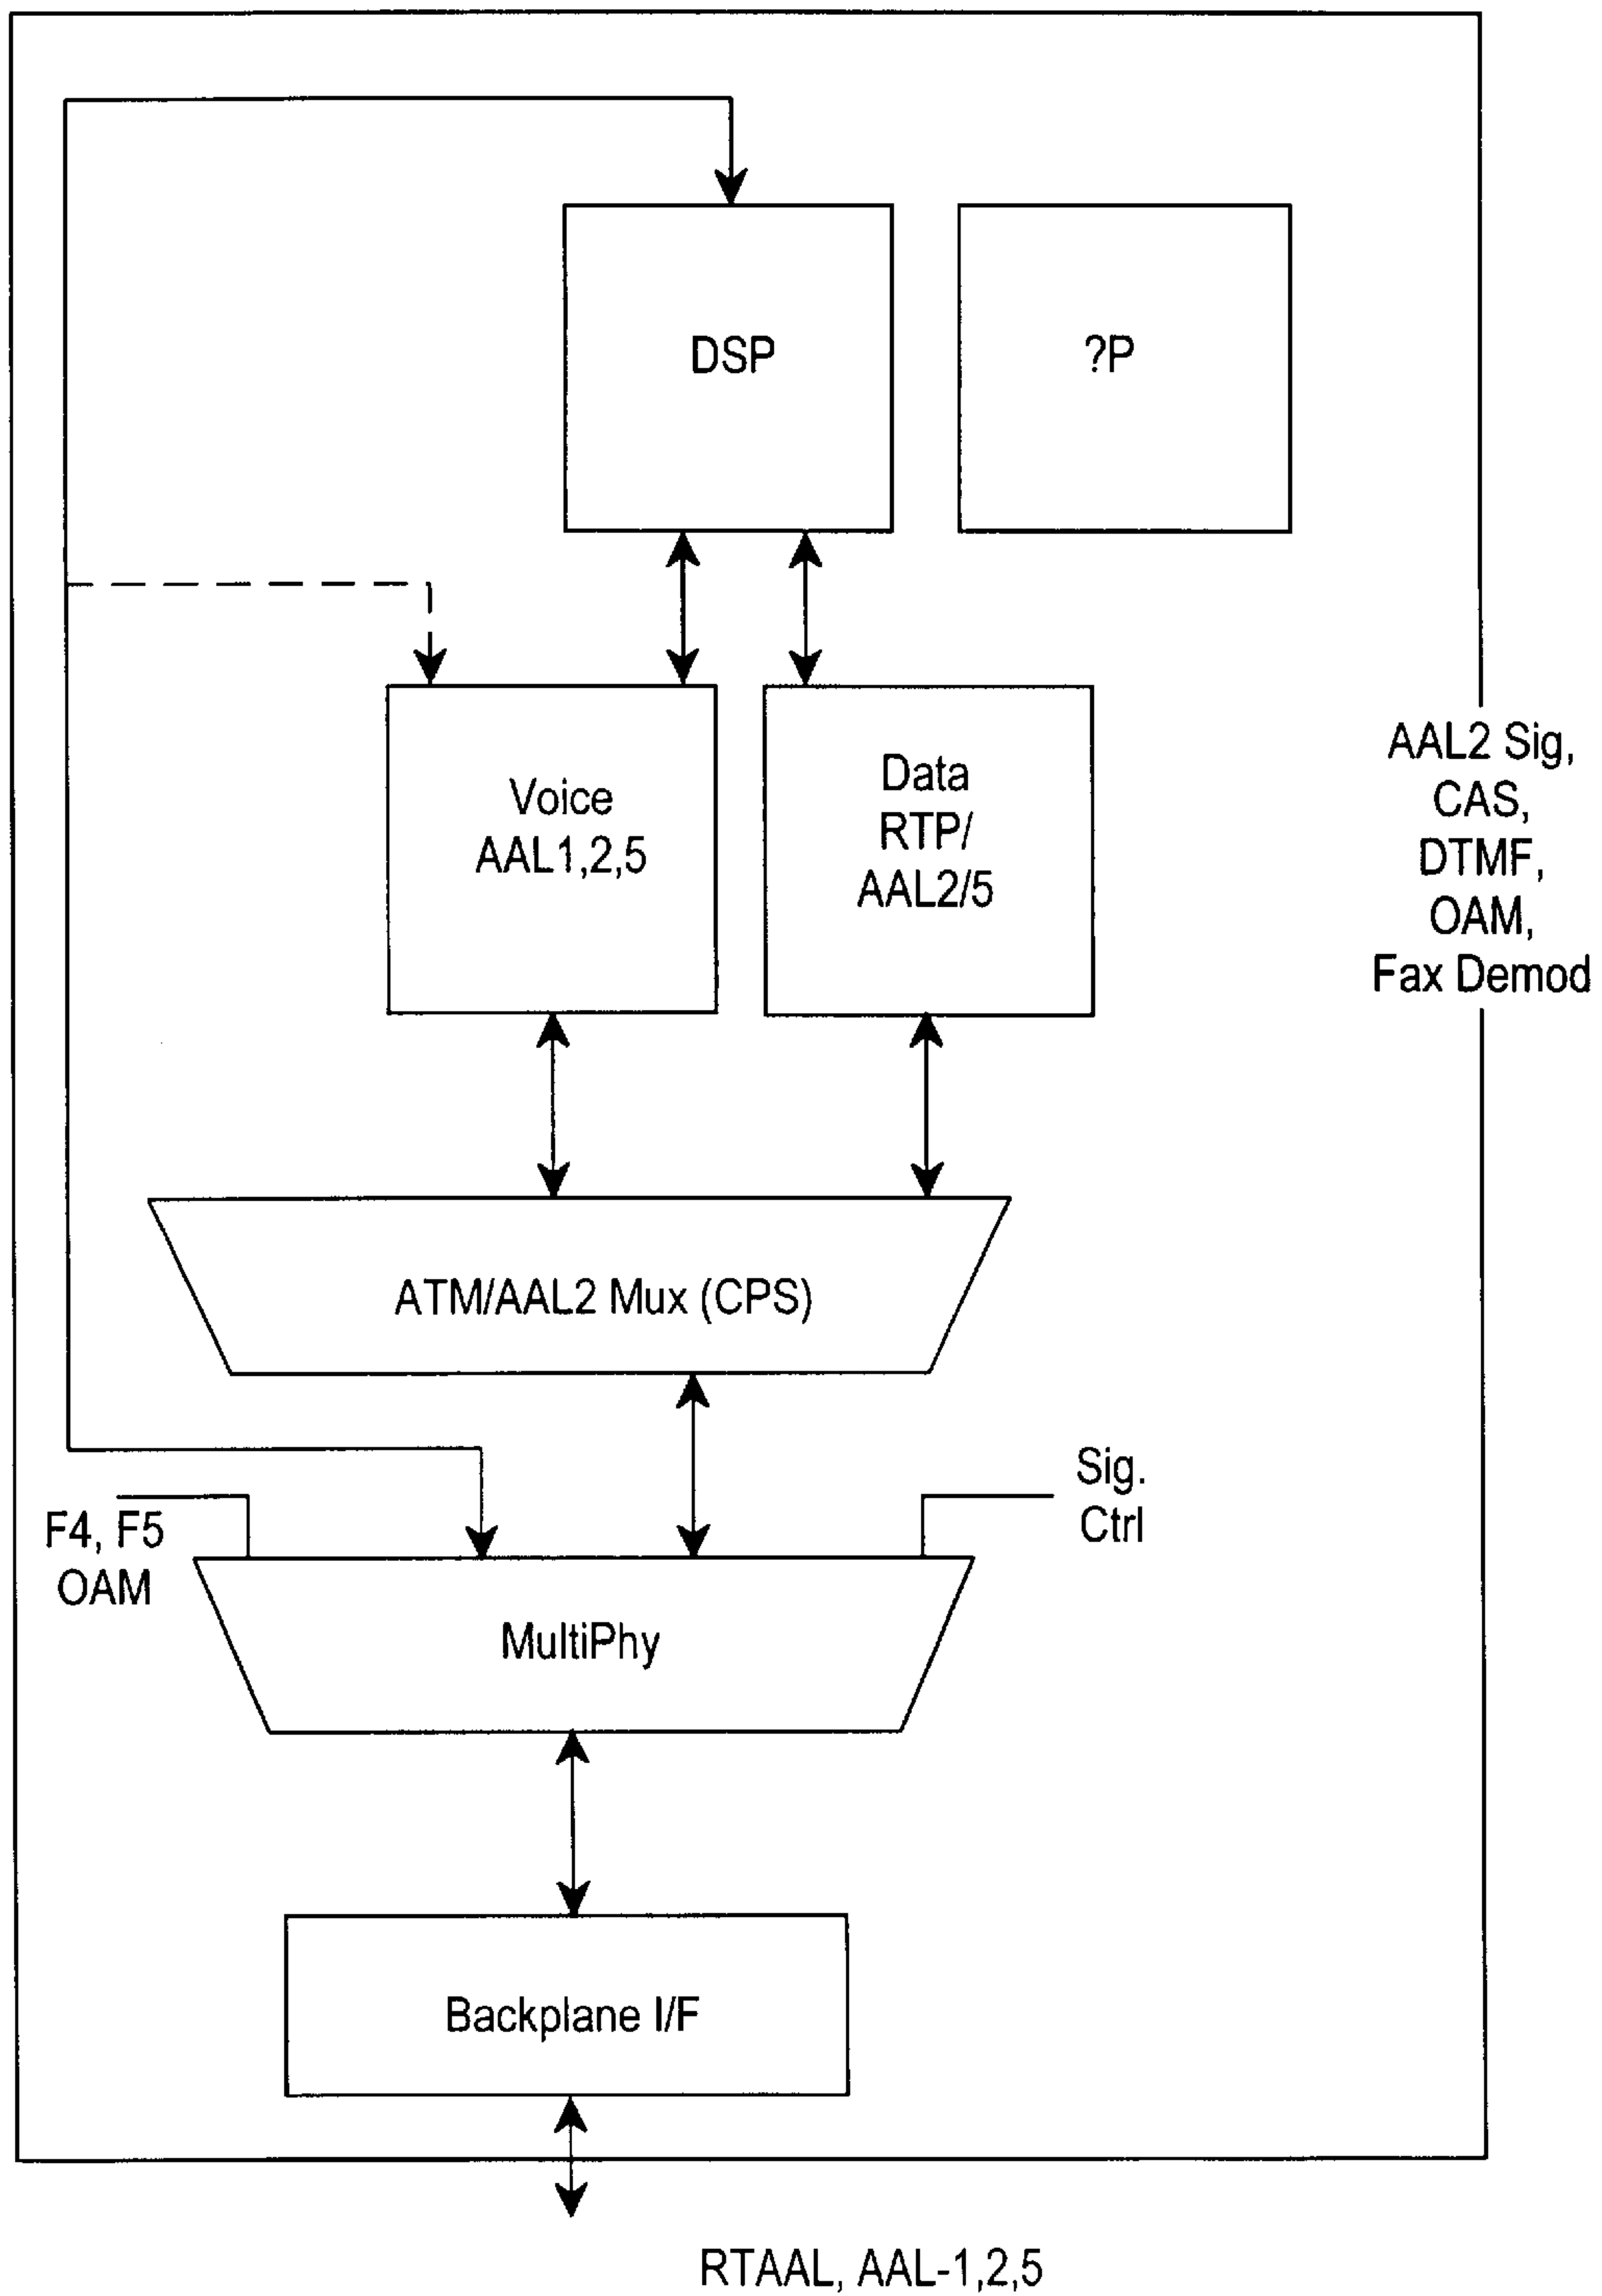 DSP
?P
Voice
AAL1,2,5
Data
RTP/
AAL2/5
AAL2 Sig,
CAS,
DTMF,
OAM,
Fax Demod
ATM/AAL2 Mux (CPS)
Sig.
Ctrl
F4, F5
OAM
MultiPhy
Backplane I/F
RTAAL, AAL-1,2,5